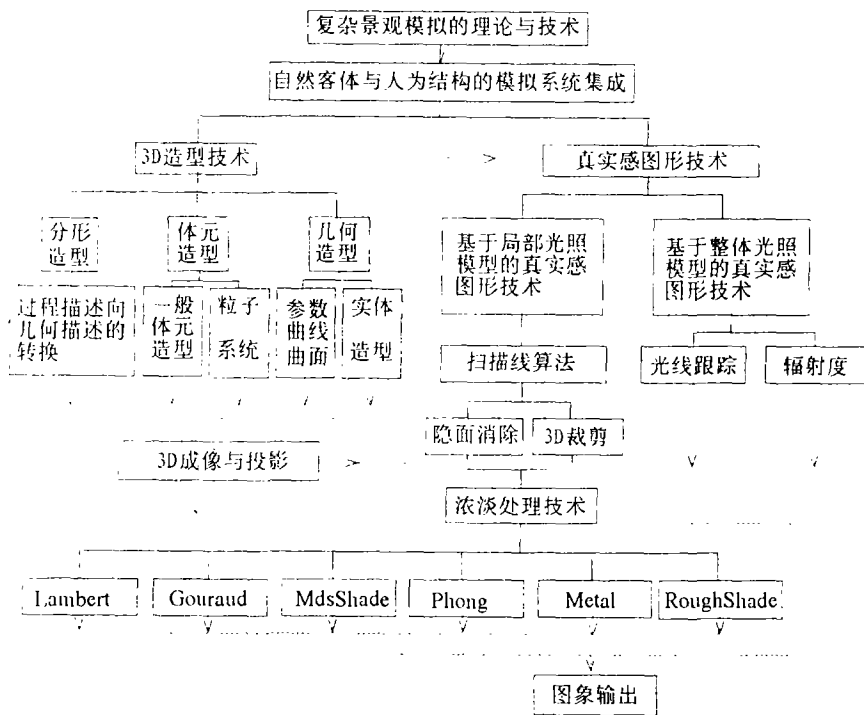 复杂景观模拟的理论与技术
自然客体与人为结构的模拟系统集成
3D造型技术
真实感图形技术
分形
造型
体元
造型
几何
造型
基于局部光照
模型的真实感
图形技术
基于整体光照
模型的真实感
图形技术
过程描述向
几何描述的
转换
一般
体元
造型
粒子
系统
参数
曲线
曲面
实体
造型
扫描线算法
光线跟踪
辐射度
隐面消除
3D裁剪
3D成像与投影
浓淡处理技术
Lambert
Gouraud
MdsShade
Phong
Metal
RoughShade
图象输出